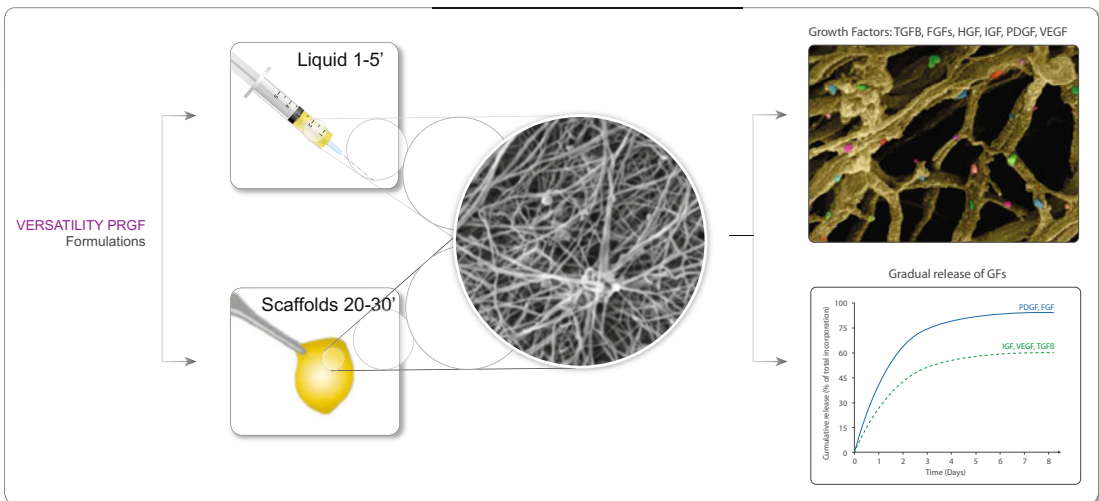 VERSATILITY PRGF
Formulations
Liquid 1-5’
Scaffolds 20-30’
Growth Factors: TGFB, FGFs, HGF, IGF, PDGF, VEGF
Gradual release of GFs
Cumulative release (% of total incorporation)
100
75
60
45
30
15
0
PDGF, FGF
IGF, VEGF, TGFß
0 1 2 3 4 5 6 7 8
Time (Days)